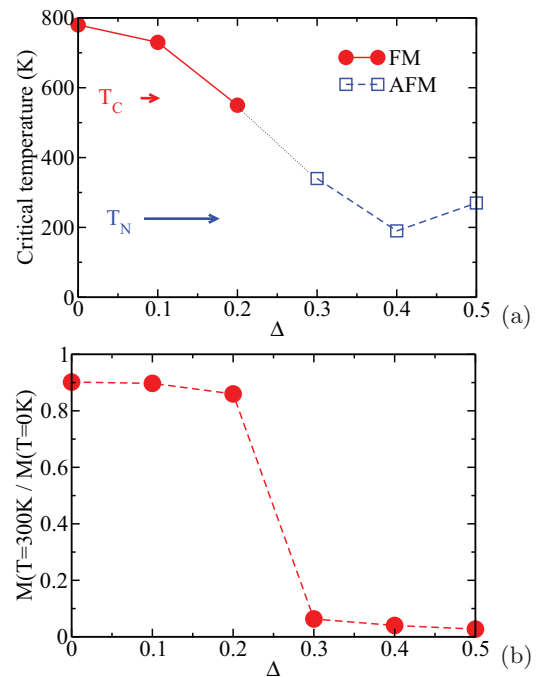 800
600
400
200
0
Critical temperature (K)
FM
AFM
T_C
T_N
0 0.1 0.2 0.3 0.4 0.5
Δ
(a)
1
0.8
0.6
0.4
0.2
0
M(T=300K / M(T=0K)
0 0.1 0.2 0.3 0.4 0.5
Δ
(b)